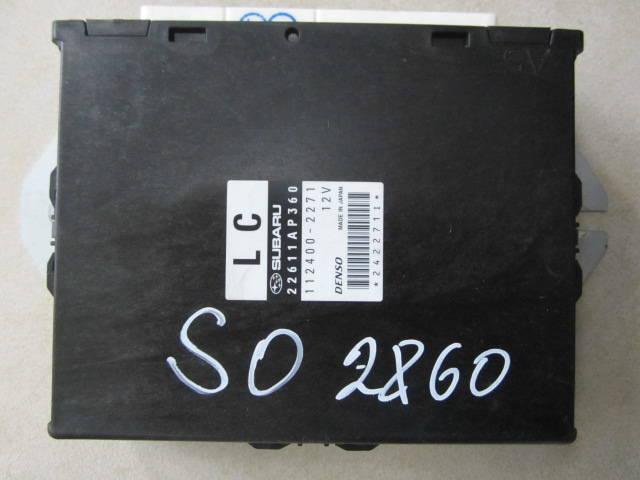 LC
SUBARU
22611AP360
112400-2271
12V
MADE IN JAPAN
DENSO
*2422711*
SO 2860